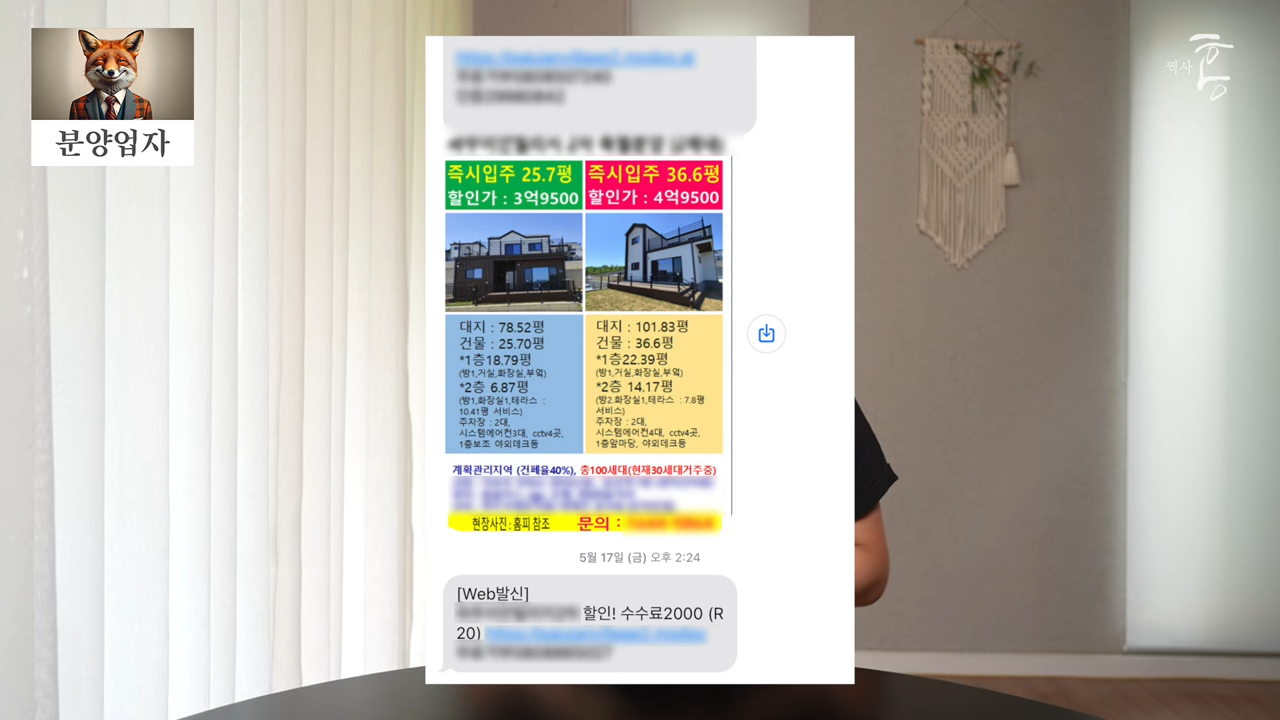 분양업자
찍사 흥
즉시입주 25.7평
할인가 : 3억9500
즉시입주 36.6평
할인가 : 4억9500
대지 : 78.52평
건물 : 25.70평
*1층18.79평
(방1,거실,화장실,부엌)
*2층 6.87평
(방1,화장실1,테라스 :
10.41평 서비스)
주차장 : 2대,
시스템에어컨3대, cctv4곳,
1층보조 야외데크등
대지 : 101.83평
건물 : 36.6평
*1층22.39평
(방1,거실,화장실,부엌)
*2층 14.17평
(방2.화장실1,테라스 : 7.8평
서비스)
주차장 : 2대,
시스템에어컨4대, cctv4곳,
1층앞마당, 야외데크등
계획관리지역 (건폐율40%), 총100세대(현재30세대거주중)
현장사진 : 홈피 참조 문의 :
5월 17일 (금) 오후 2:24
[Web발신]
할인! 수수료2000 (R
20)